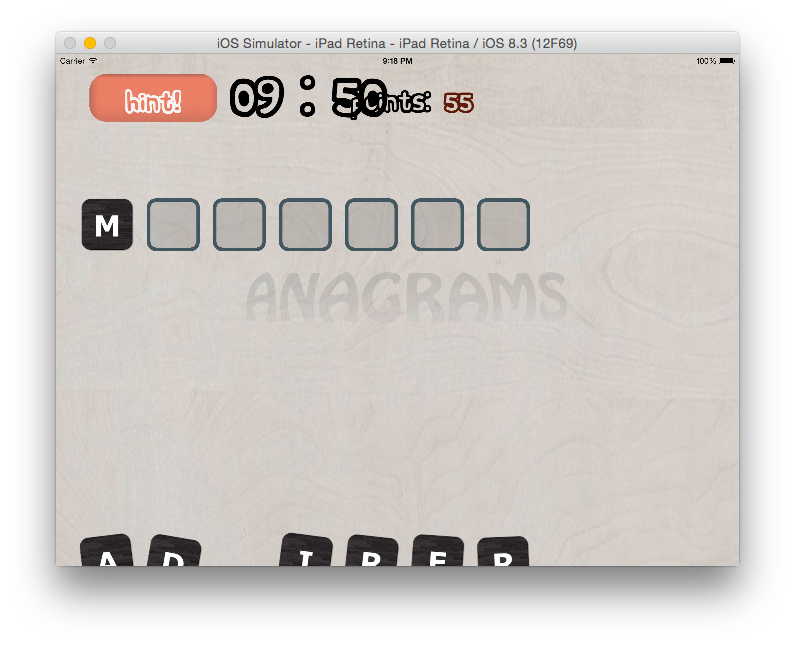 iOS Simulator - iPad Retina - iPad Retina / iOS 8.3 (12F69)
Carrier 9:18 PM 100%
hint! 09 : 50 points: 55
M
ANAGRAMS
A D I R E R